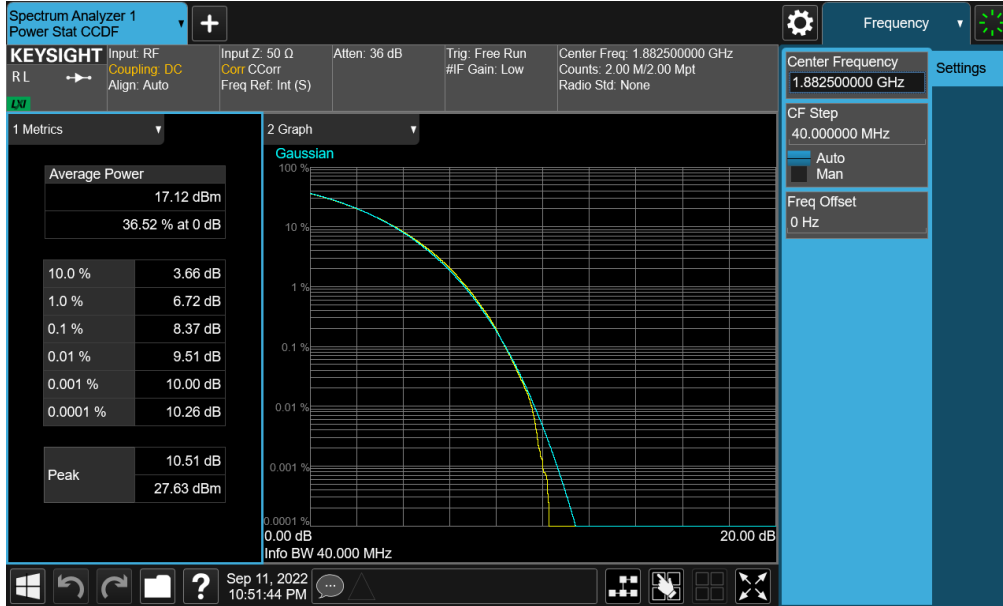 Spectrum Analyzer 1
Power Stat CCDF
Frequency
KEYSIGHT
R L
LXI
Input: RF
Coupling: DC
Align: Auto
Input Z: 50 Ω
Corr CCorr
Freq Ref: Int (S)
Atten: 36 dB
Trig: Free Run
#IF Gain: Low
Center Freq: 1.882500000 GHz
Counts: 2.00 M/2.00 Mpt
Radio Std: None
Center Frequency
1.882500000 GHz
Settings
CF Step
40.000000 MHz
Auto
Man
Freq Offset
0 Hz
1 Metrics
Average Power
17.12 dBm
36.52 % at 0 dB
10.0 % 3.66 dB
1.0 % 6.72 dB
0.1 % 8.37 dB
0.01 % 9.51 dB
0.001 % 10.00 dB
0.0001 % 10.26 dB
Peak
10.51 dB
27.63 dBm
2 Graph
Gaussian
100 %
10 %
1 %
0.1 %
0.01 %
0.001 %
0.0001 %
0.00 dB
20.00 dB
Info BW 40.000 MHz
?
Sep 11, 2022
10:51:44 PM